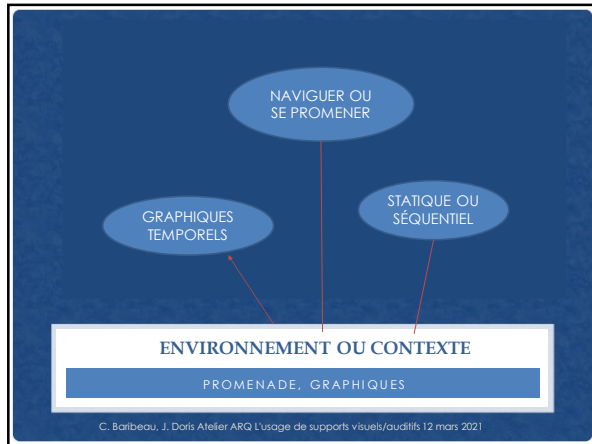 NAVIGUER OU
SE PROMENER
GRAPHIQUES
TEMPORELS
STATIQUE OU
SÉQUENTIEL
ENVIRONNEMENT OU CONTEXTE
PROMENADE, GRAPHIQUES
C. Baribeau, J. Doris Atelier ARQ L'usage de supports visuels/auditifs 12 mars 2021